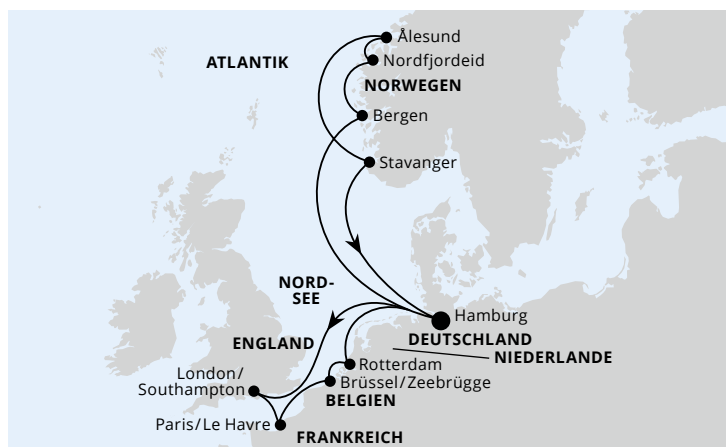 Ålesund
ATLANTIK
Nordfjordeid
NORWEGEN
Bergen
Stavanger
NORD-
SEE
Hamburg
DEUTSCHLAND
ENGLAND
NIEDERLANDE
Rotterdam
London/
Southampton
Brüssel/Zeebrügge
BELGIEN
Paris/Le Havre
FRANKREICH